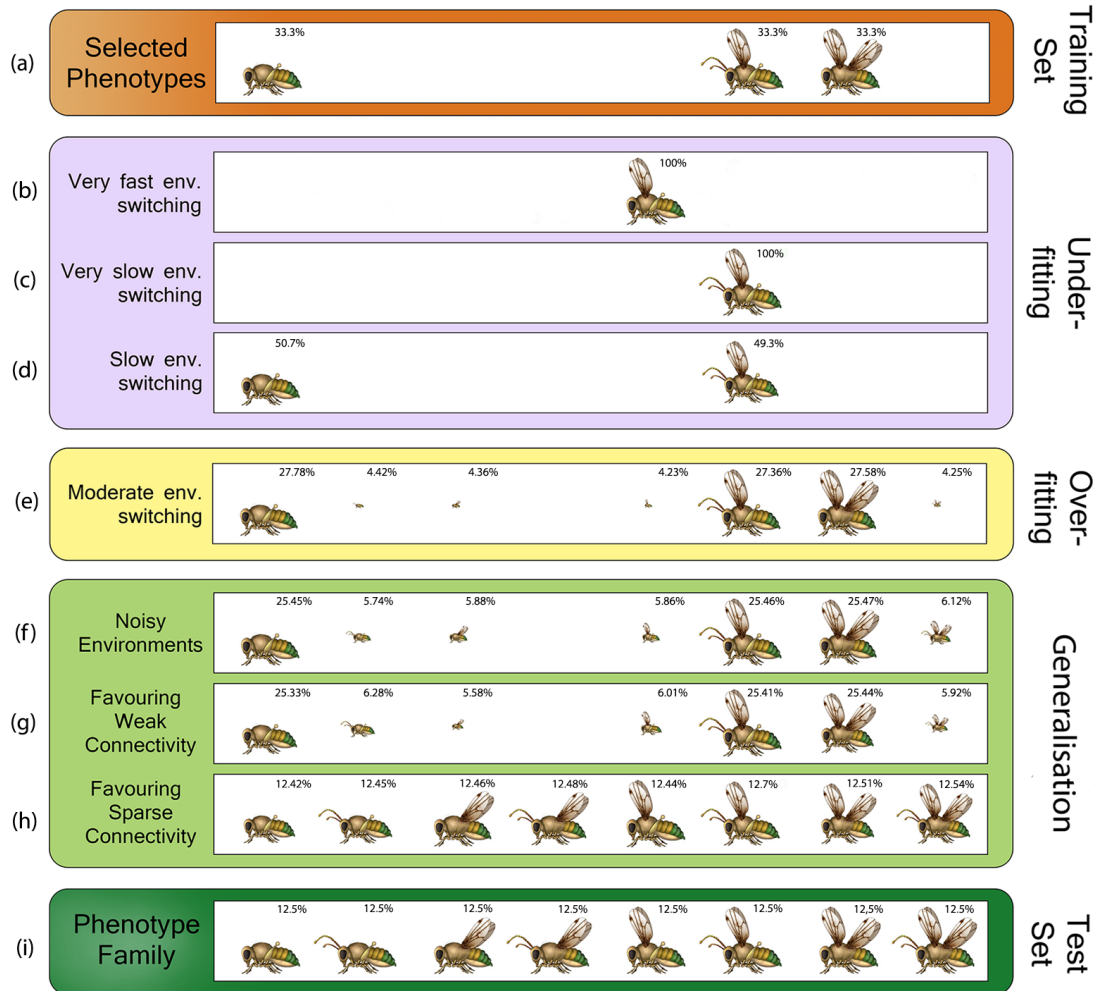 (a)
Selected
Phenotypes
33.3%
33.3%
33.3%
Training
Set
(b)
Very fast env.
switching
100%
(c)
Very slow env.
switching
100%
(d)
Slow env.
switching
50.7%
49.3%
Under-
fitting
(e)
Moderate env.
switching
27.78%
4.42%
4.36%
4.23%
27.36%
27.58%
4.25%
Over-
fitting
(f)
Noisy
Environments
25.45%
5.74%
5.88%
5.86%
25.46%
25.47%
6.12%
(g)
Favouring
Weak
Connectivity
25.33%
6.28%
5.58%
6.01%
25.41%
25.44%
5.92%
(h)
Favouring
Sparse
Connectivity
12.42%
12.45%
12.46%
12.48%
12.44%
12.7%
12.51%
12.54%
Generalisation
(i)
Phenotype
Family
12.5%
12.5%
12.5%
12.5%
12.5%
12.5%
12,5%
12.5%
Test
Set